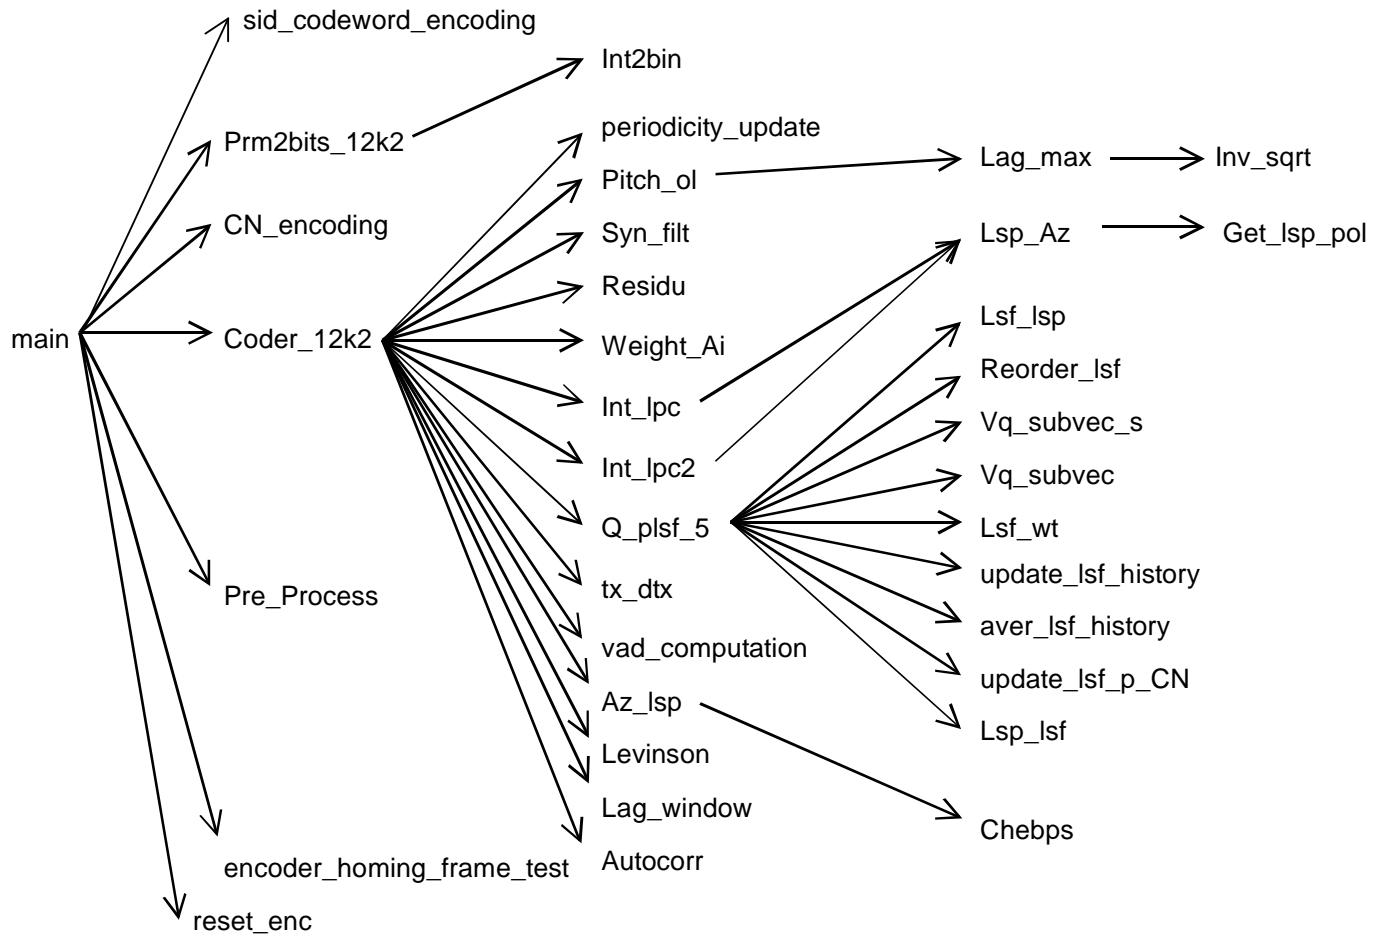 sid_codeword_encoding
Int2bin
Prm2bits_12k2
periodicity_update
Pitch_ol
Lag_max
Inv_sqrt
CN_encoding
Syn_filt
Lsp_Az
Get_lsp_pol
Residu
Lsf_lsp
main
Coder_12k2
Weight_Ai
Reorder_lsf
Int_lpc
Vq_subvec_s
Int_lpc2
Vq_subvec
Q_plsf_5
Lsf_wt
Pre_Process
tx_dtx
update_lsf_history
aver_lsf_history
vad_computation
update_lsf_p_CN
Az_lsp
Lsp_lsf
Levinson
Lag_window
Chebps
encoder_homing_frame_test
Autocorr
reset_enc